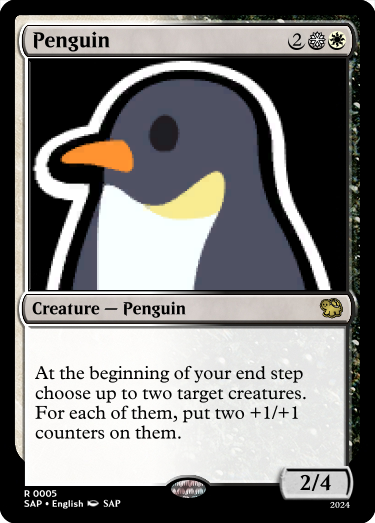 Penguin 2
Creature — Penguin
At the beginning of your end step
choose up to two target creatures.
For each of them, put two +1/+1
counters on them.
2/4
R 0005
SAP • English SAP
2024